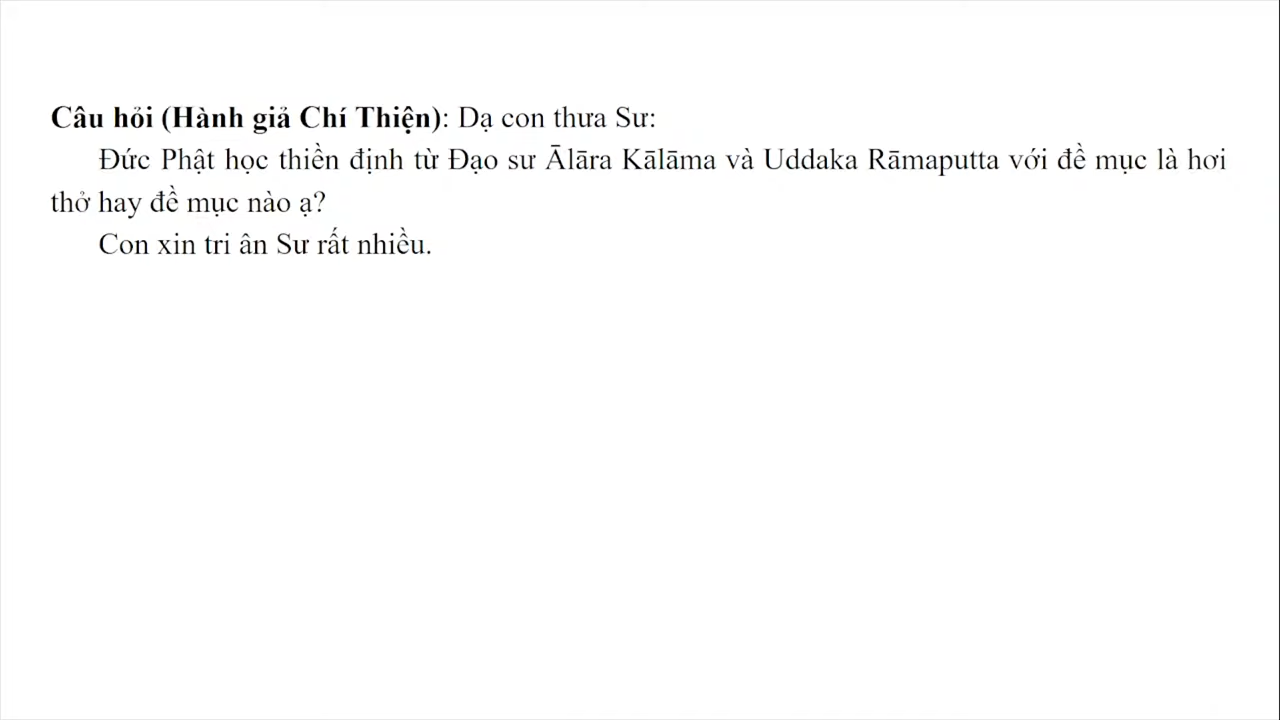 Câu hỏi (Hành giả Chí Thiện): Dạ con thưa Sư:
Đức Phật học thiền định từ Đạo sư Āḷāra Kālāma và Uddaka Rāmaputta với đề mục là hơi
thở hay đề mục nào ạ?
Con xin tri ân Sư rất nhiều.